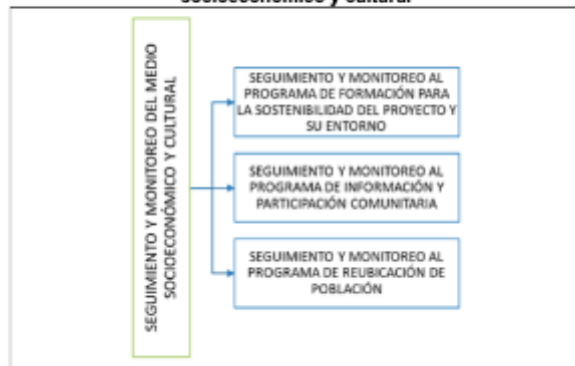 socioeconómico y cultural
SEGUIMIENTO Y MONITOREO DEL MEDIO
SOCIOECONÓMICO Y CULTURAL
SEGUIMIENTO Y MONITOREO AL
PROGRAMA DE FORMACIÓN PARA
LA SOSTENIBILIDAD DEL PROYECTO Y
SU ENTORNO
SEGUIMIENTO Y MONITOREO AL
PROGRAMA DE INFORMACIÓN Y
PARTICIPACIÓN COMUNITARIA
SEGUIMIENTO Y MONITOREO AL
PROGRAMA DE REUBICACIÓN DE
POBLACIÓN